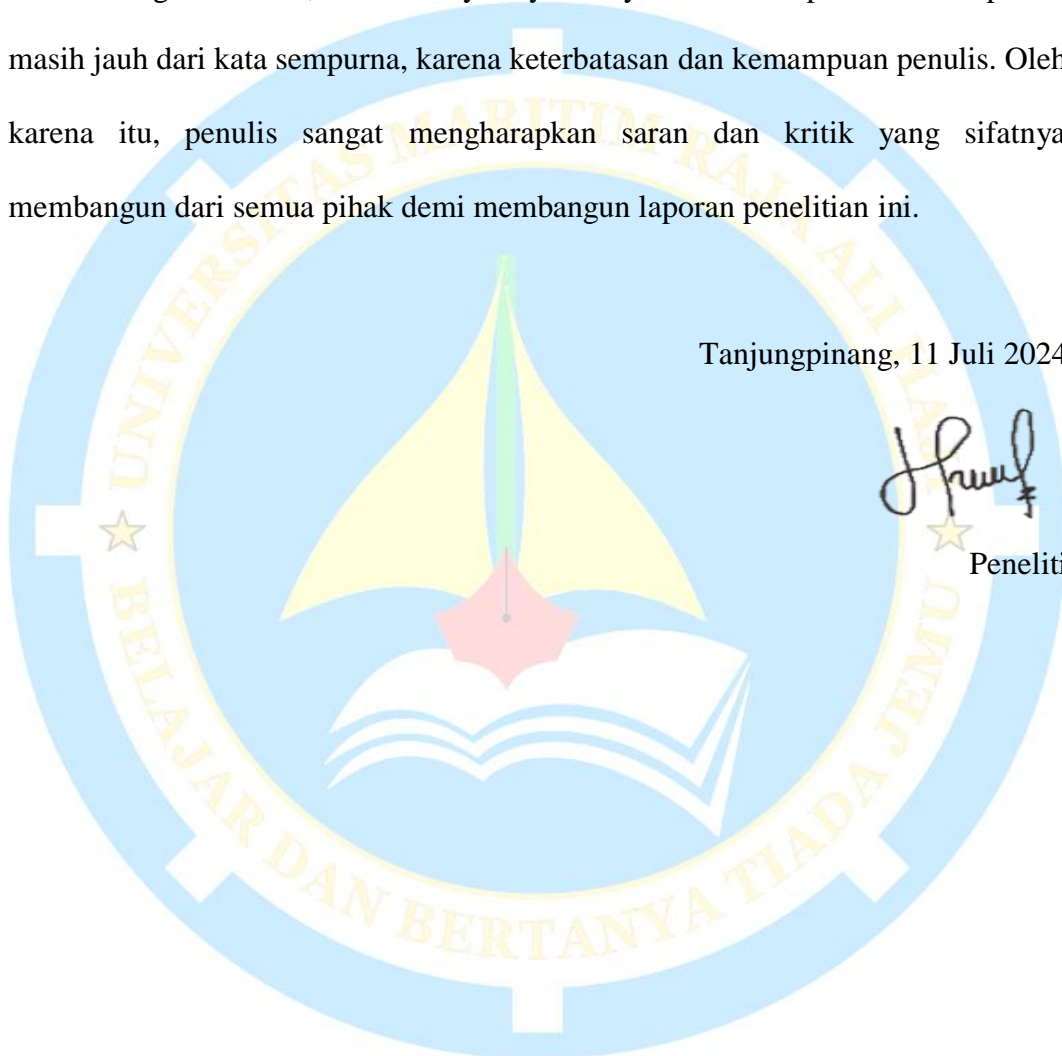 masih jauh dari kata sempurna, karena keterbatasan dan kemampuan penulis. Oleh
karena itu, penulis sangat mengharapkan saran dan kritik yang sifatnya
membangun dari semua pihak demi membangun laporan penelitian ini.
Tanjungpinang, 11 Juli 2024
Peneliti
UNIVERSITAS MARITIM RAJA ALI HAJI
BELAJAR DAN BERTANYA TIADA JEMU